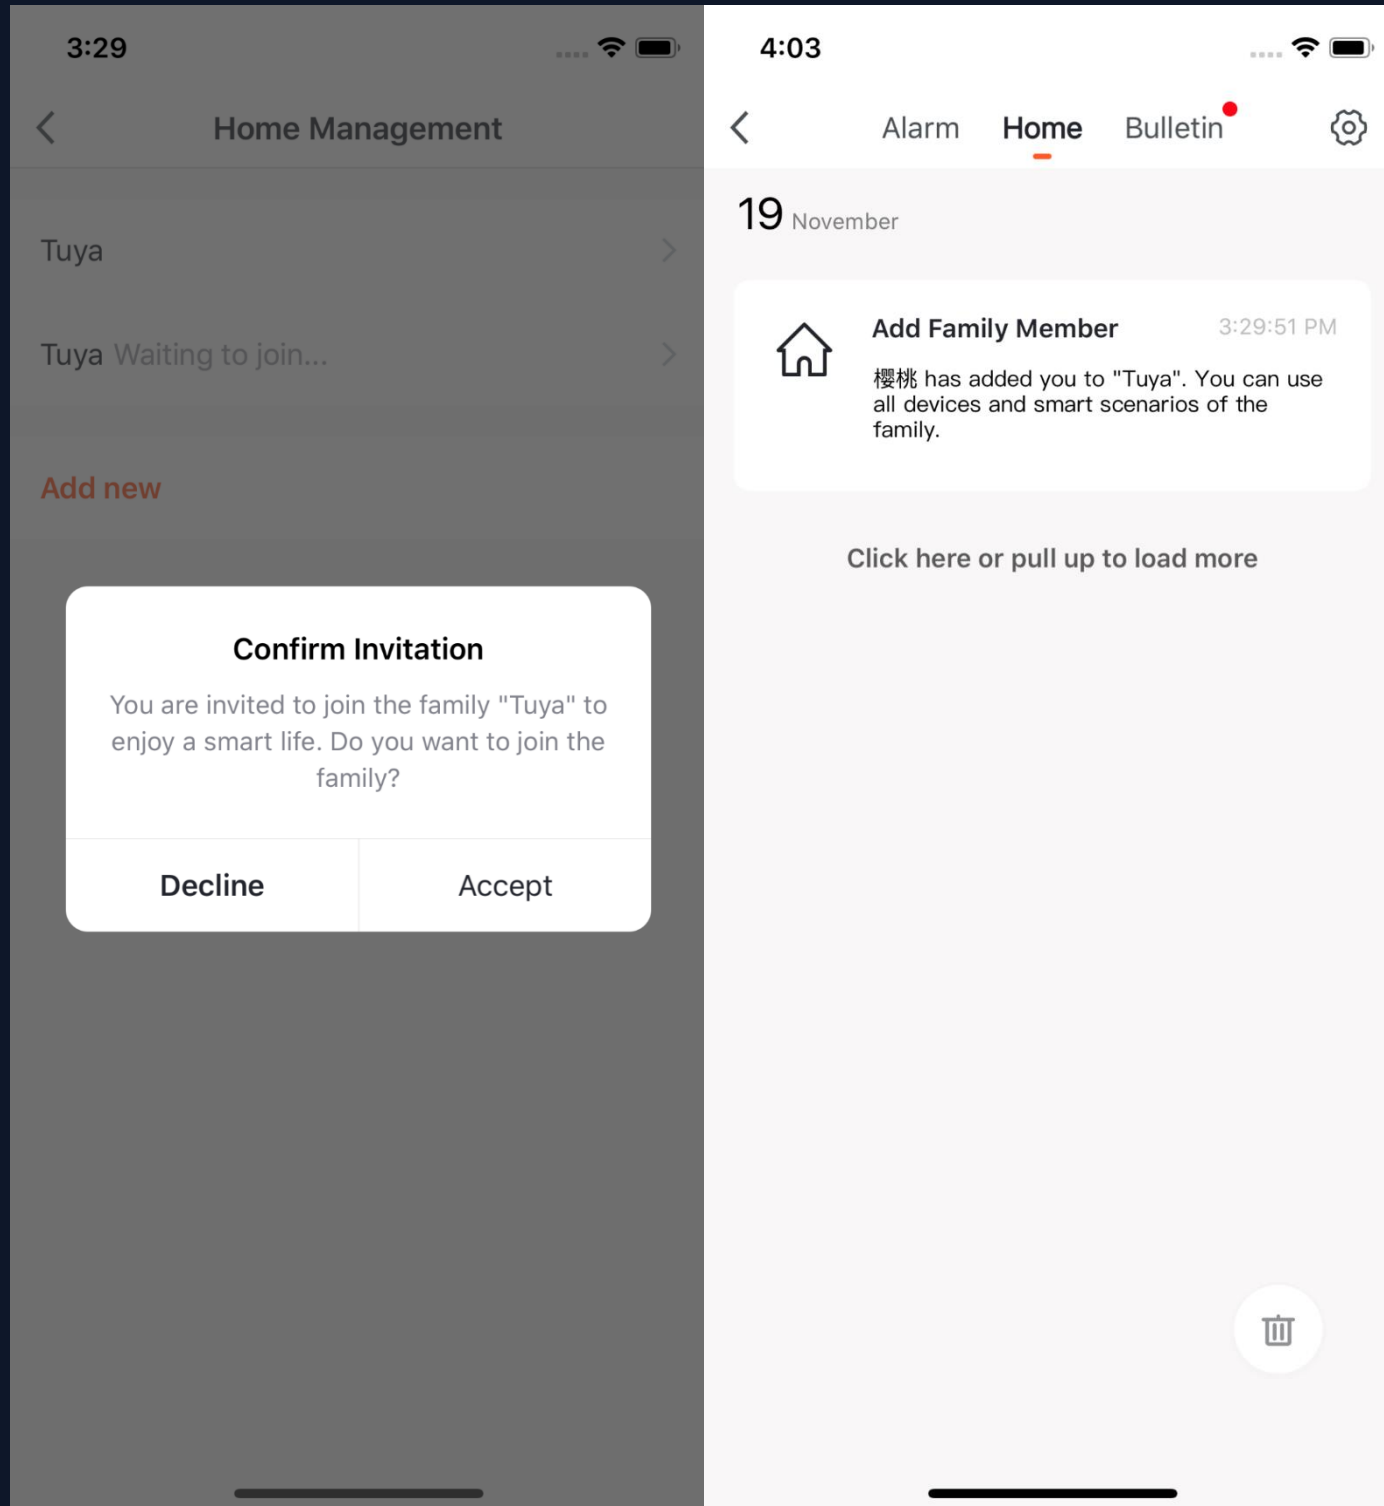 3:29
Home Management
Tuya
Tuya Waiting to join...
Add new
Confirm Invitation
You are invited to join the family "Tuya" to
enjoy a smart life. Do you want to join the
family?
Decline
Accept
4:03
Alarm
Home
Bulletin
19 November
Add Family Member
3:29:51 PM
樱桃 has added you to "Tuya". You can use
all devices and smart scenarios of the
family.
Click here or pull up to load more